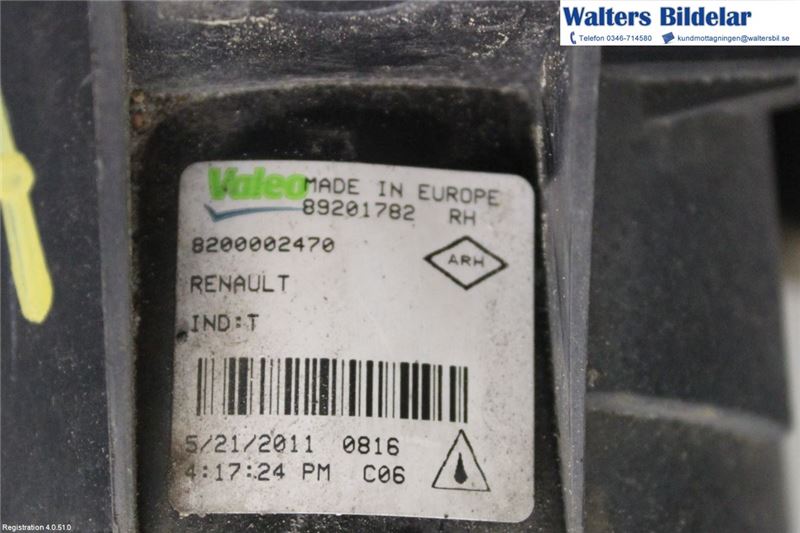 Walters Bildelar
Telefon 0346-714580 kundmottagningen@waltersbil.se
Valeo MADE IN EUROPE
89201782 RH
8200002470
ARH
RENAULT
IND:T
5/21/2011 0816
4:17:24 PM C06
Registration 4.0.51.0